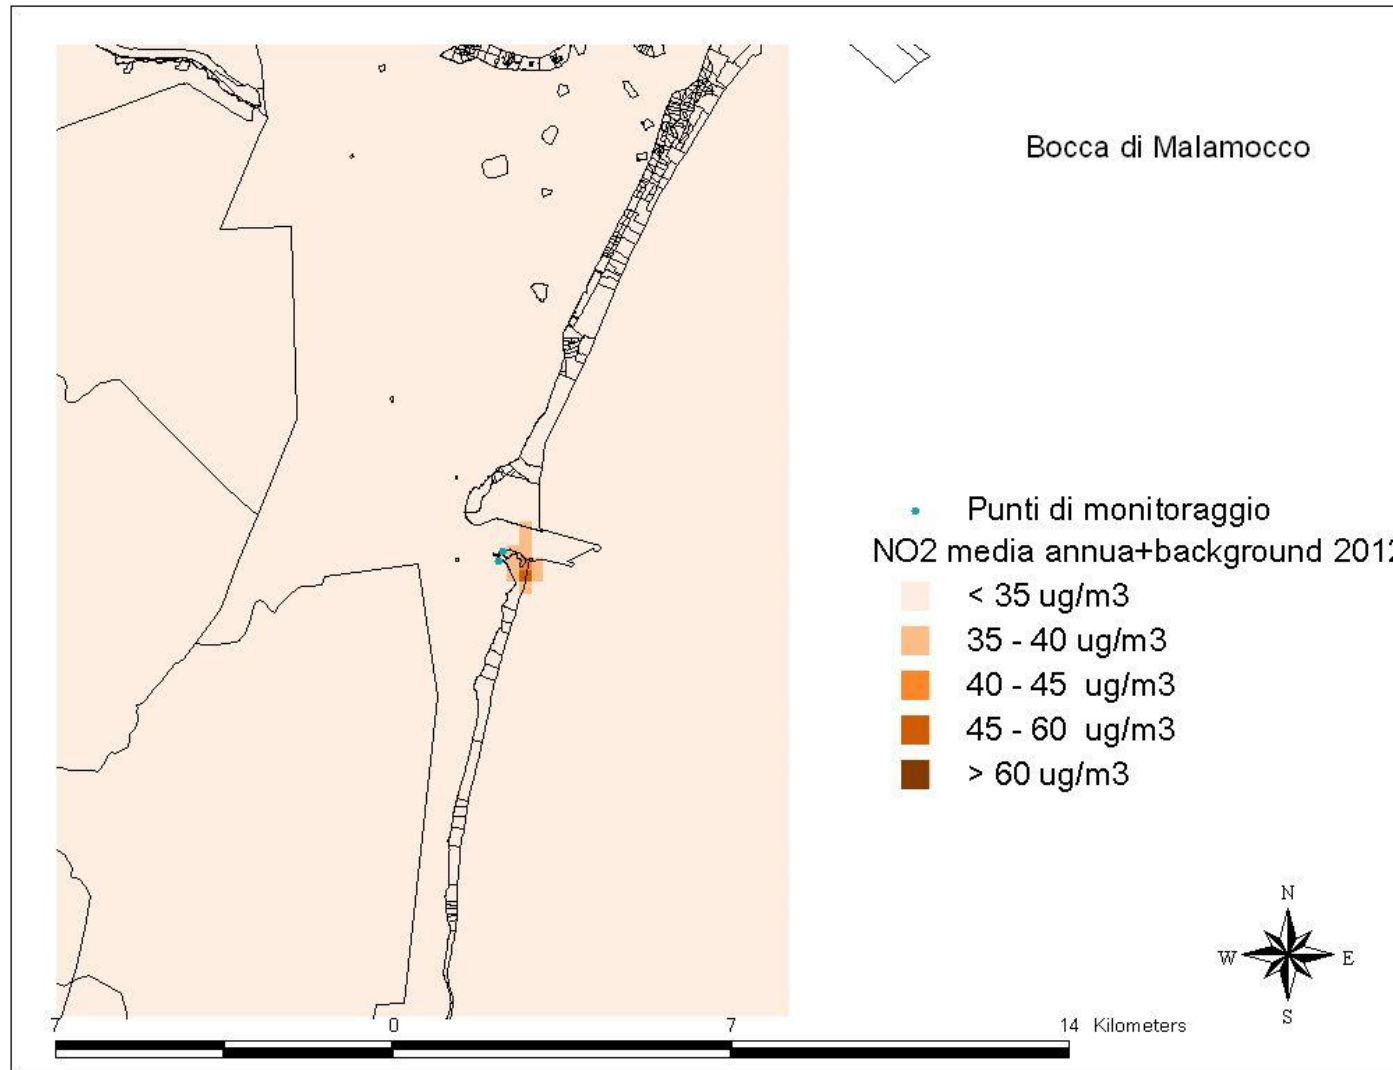 Bocca di Malamocco
Punti di monitoraggio
NO2 media annua+background 2012
< 35 ug/m3
35 - 40 ug/m3
40 - 45 ug/m3
45 - 60 ug/m3
> 60 ug/m3
N
W E
S
7 0 7 14 Kilometers